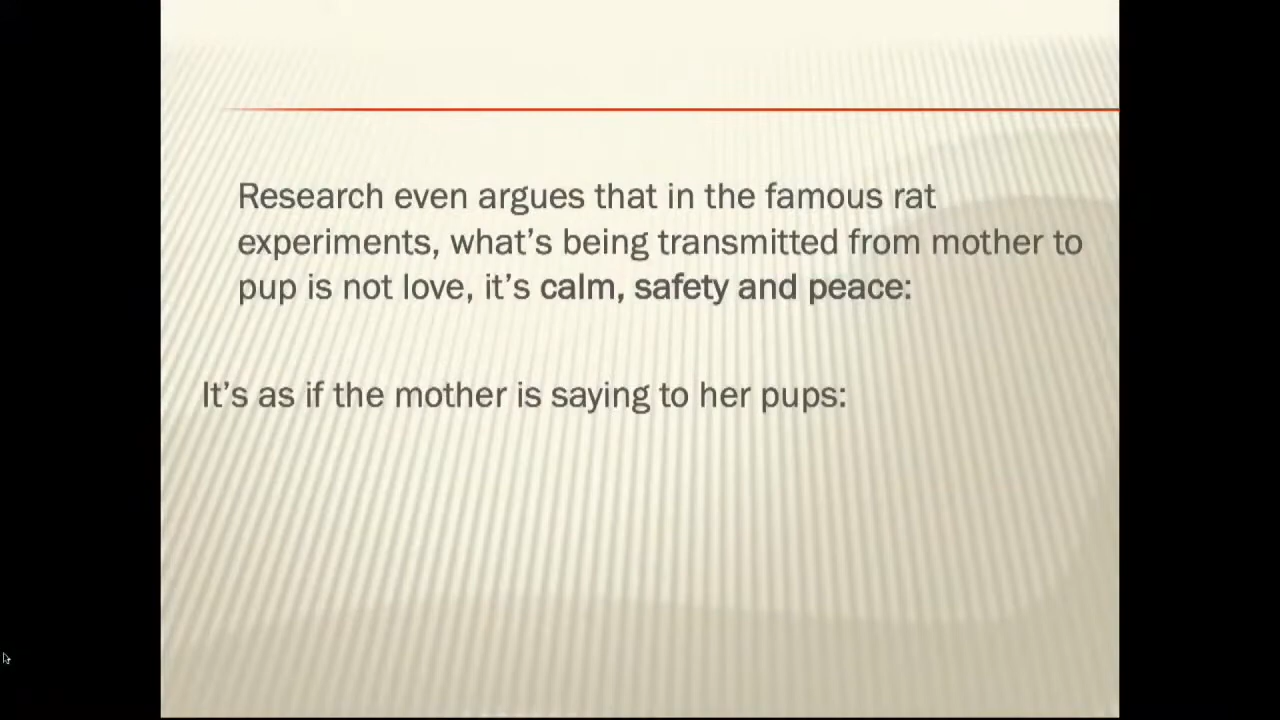 Research even argues that in the famous rat
experiments, what’s being transmitted from mother to
pup is not love, it’s calm, safety and peace:
It’s as if the mother is saying to her pups: